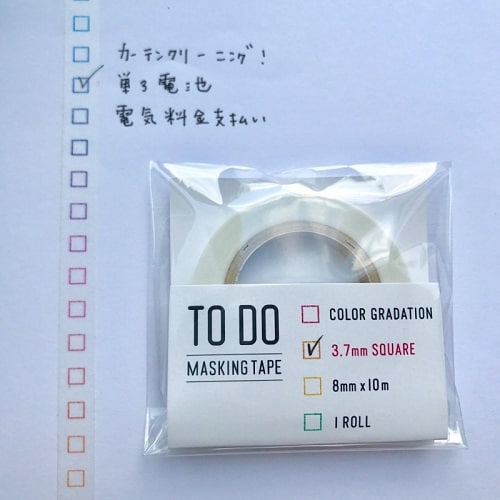 カーテンクリーニング!
単3電池
電気料金支払い
TO DO
MASKING TAPE
COLOR GRADATION
3.7mm SQUARE
8mm x 10m
1 ROLL